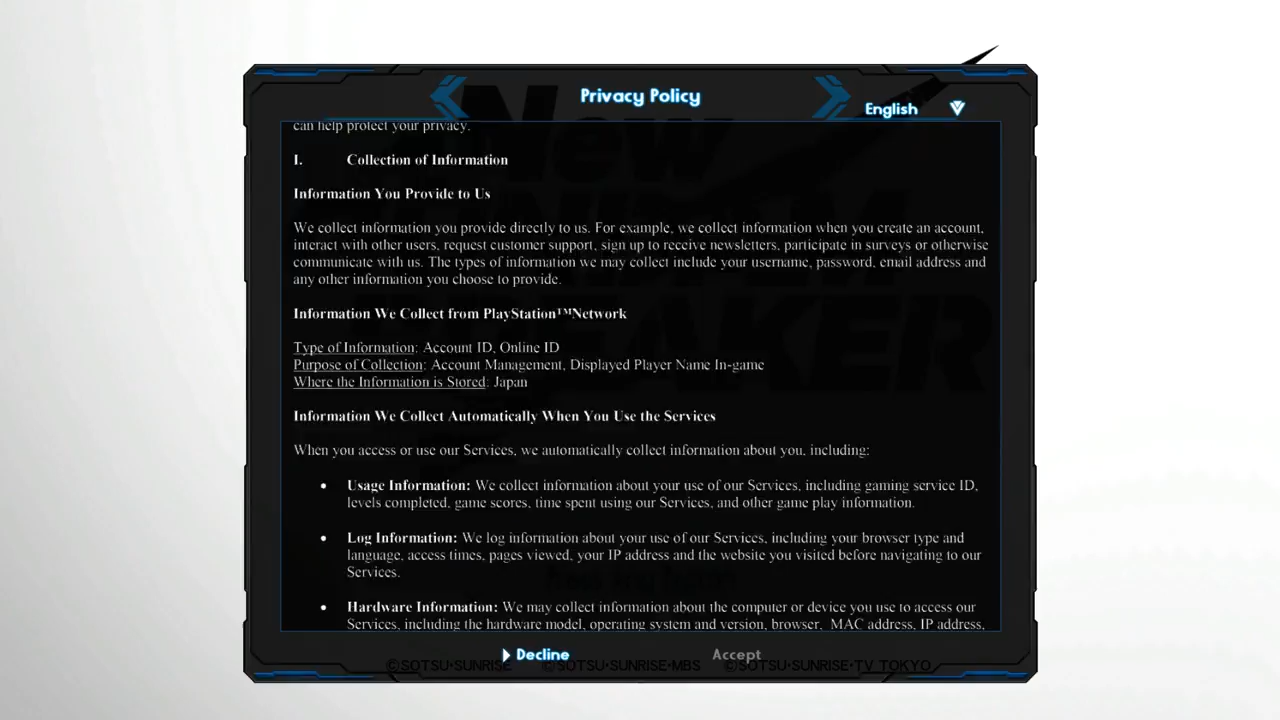 Privacy Policy
English
can help protect your privacy.
I. Collection of Information
Information You Provide to Us
We collect information you provide directly to us. For example, we collect information when you create an account,
interact with other users, request customer support, sign up to receive newsletters, participate in surveys or otherwise
communicate with us. The types of information we may collect include your username, password, email address and
any other information you choose to provide.
Information We Collect from PlayStation™Network
Type of Information: Account ID, Online ID
Purpose of Collection: Account Management, Displayed Player Name In-game
Where the Information is Stored: Japan
Information We Collect Automatically When You Use the Services
When you access or use our Services, we automatically collect information about you, including:
• Usage Information: We collect information about your use of our Services, including gaming service ID,
levels completed, game scores, time spent using our Services, and other game play information.
• Log Information: We log information about your use of our Services, including your browser type and
language, access times, pages viewed, your IP address and the website you visited before navigating to our
Services.
• Hardware Information: We may collect information about the computer or device you use to access our
Services, including the hardware model, operating system and version, browser, MAC address, IP address,
Decline Accept
©SOTSU·SUNRISE ©SOTSU·SUNRISE·MBS ©SOTSU·SUNRISE·TV TOKYO
New
GUNDAM
BREAKER